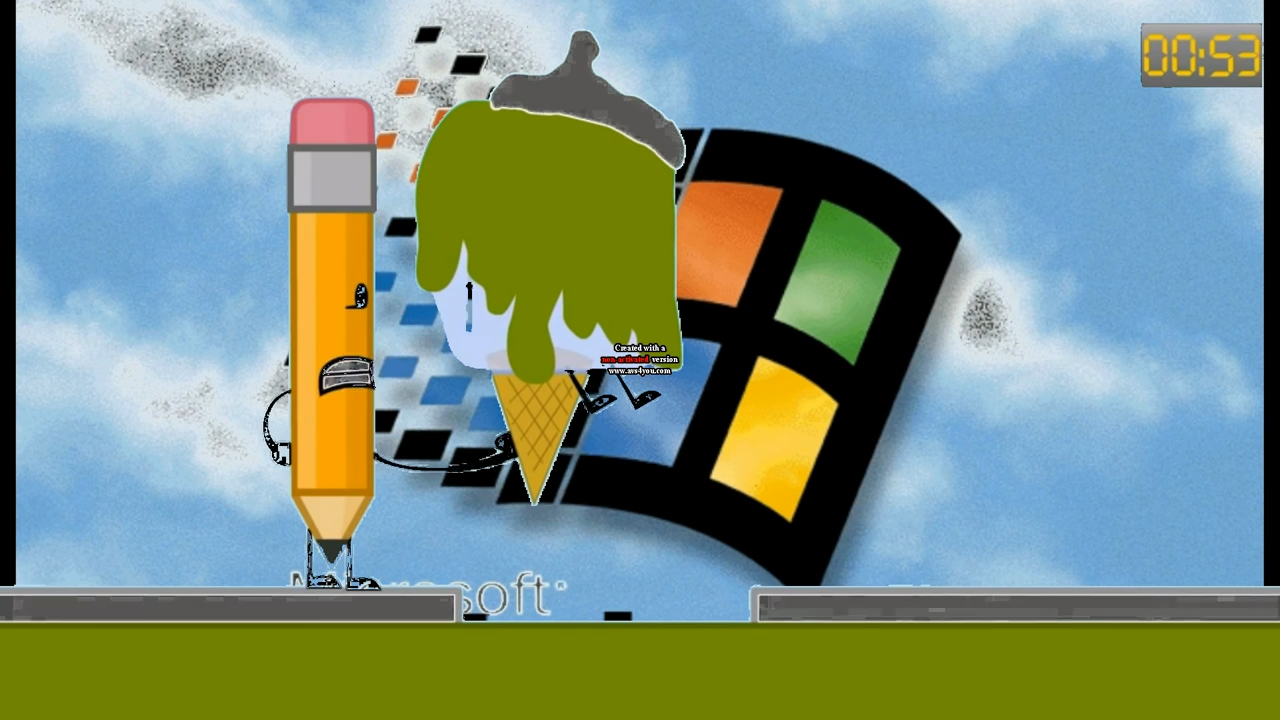 00:53
Created with a
non-activated version
www.avs4you.com
soft